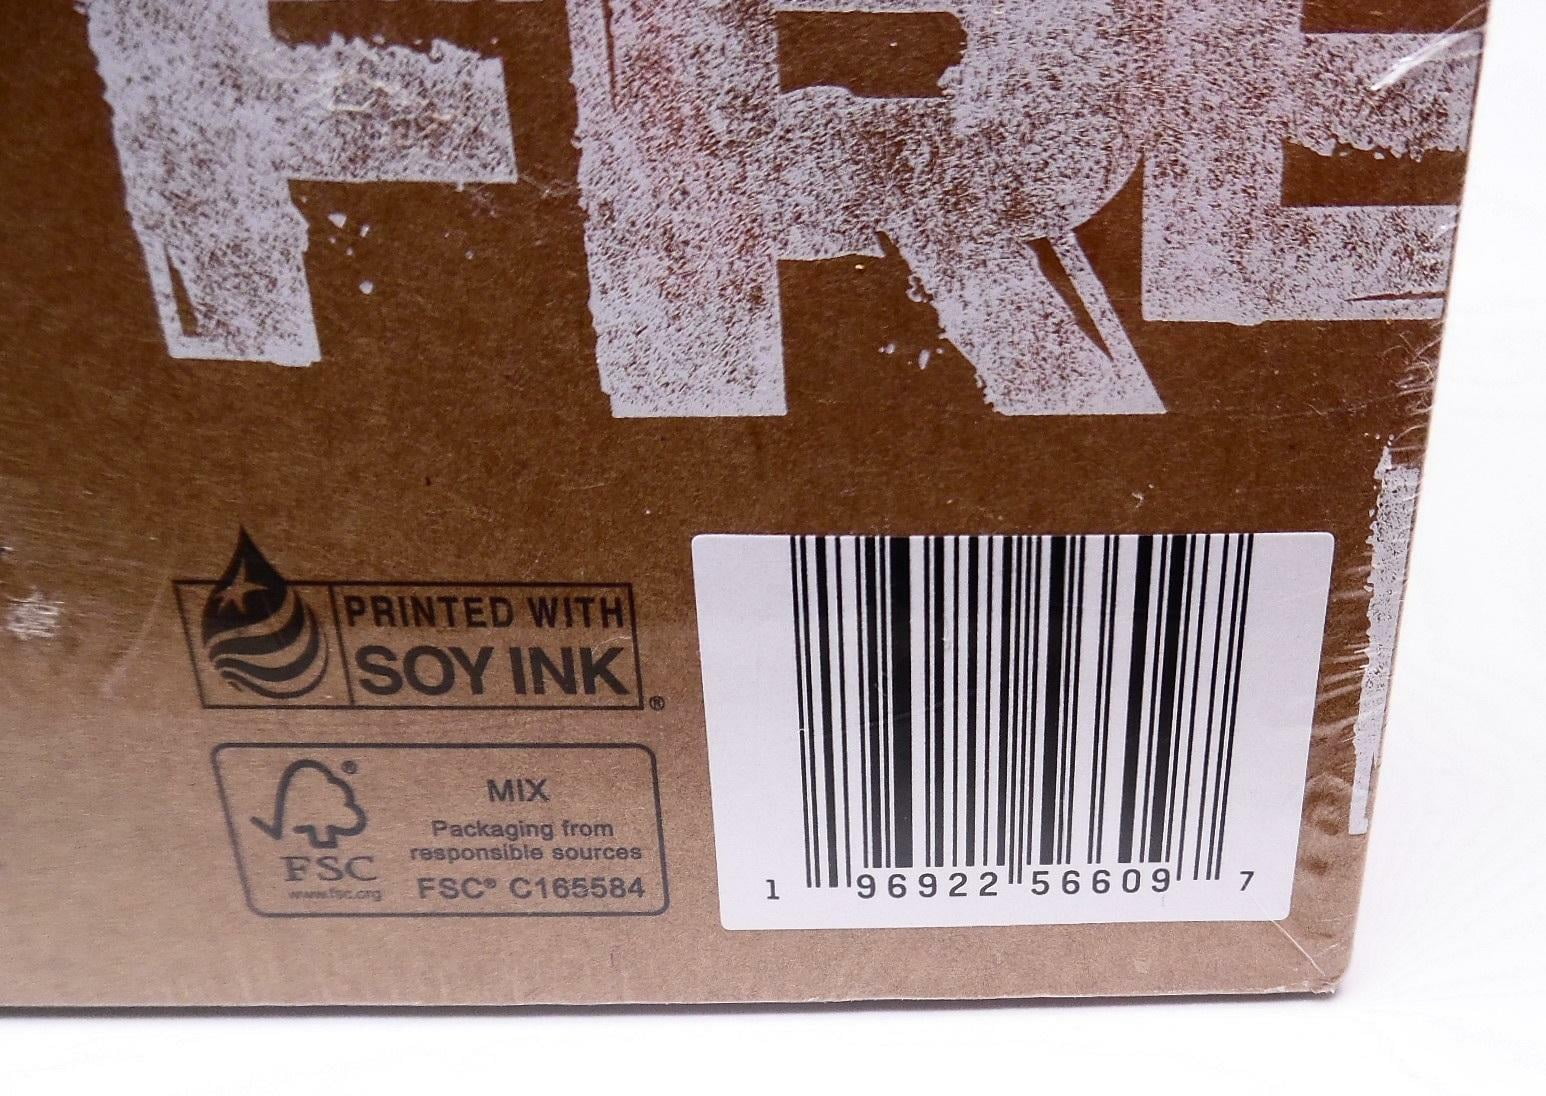 FRE
PRINTED WITH
SOY INK
®
FSC
www.fsc.org
MIX
Packaging from
responsible sources
FSC® C165584
1 96922 56609 7